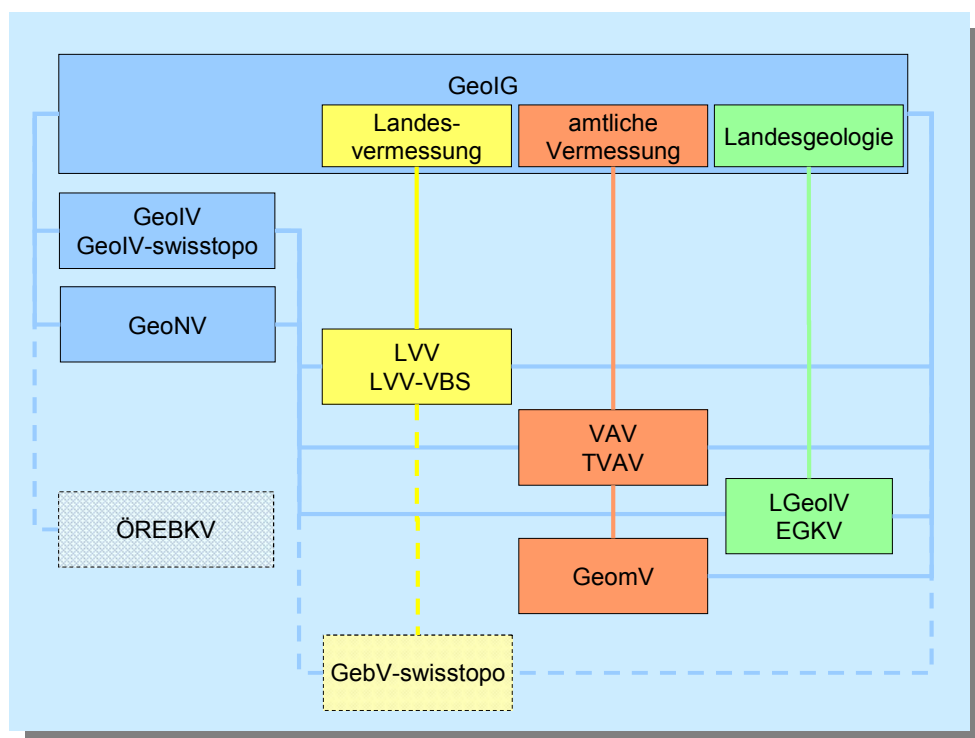 GeoIG
Landes-
vermessung
amtliche
Vermessung
Landesgeologie
GeoIV
GeoIV-swisstopo
GeoNV
LVV
LVV-VBS
VAV
TVAV
LGeoIV
EGKV
ÖREBKV
GeomV
GebV-swisstopo